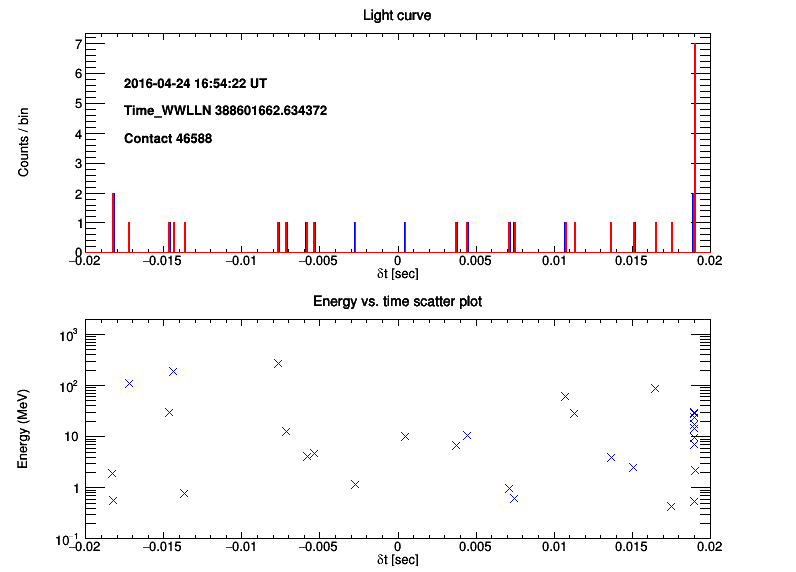 Light curve
Counts / bin
7
6
5
4
3
2
1
0
2016-04-24 16:54:22 UT
Time_WWLLN 388601662.634372
Contact 46588
−0.02 −0.015 −0.01 −0.005 0 0.005 0.01 0.015 0.02
δt [sec]
Energy vs. time scatter plot
Energy (MeV)
10³
10²
10
1
10⁻¹
−0.02 −0.015 −0.01 −0.005 0 0.005 0.01 0.015 0.02
δt [sec]